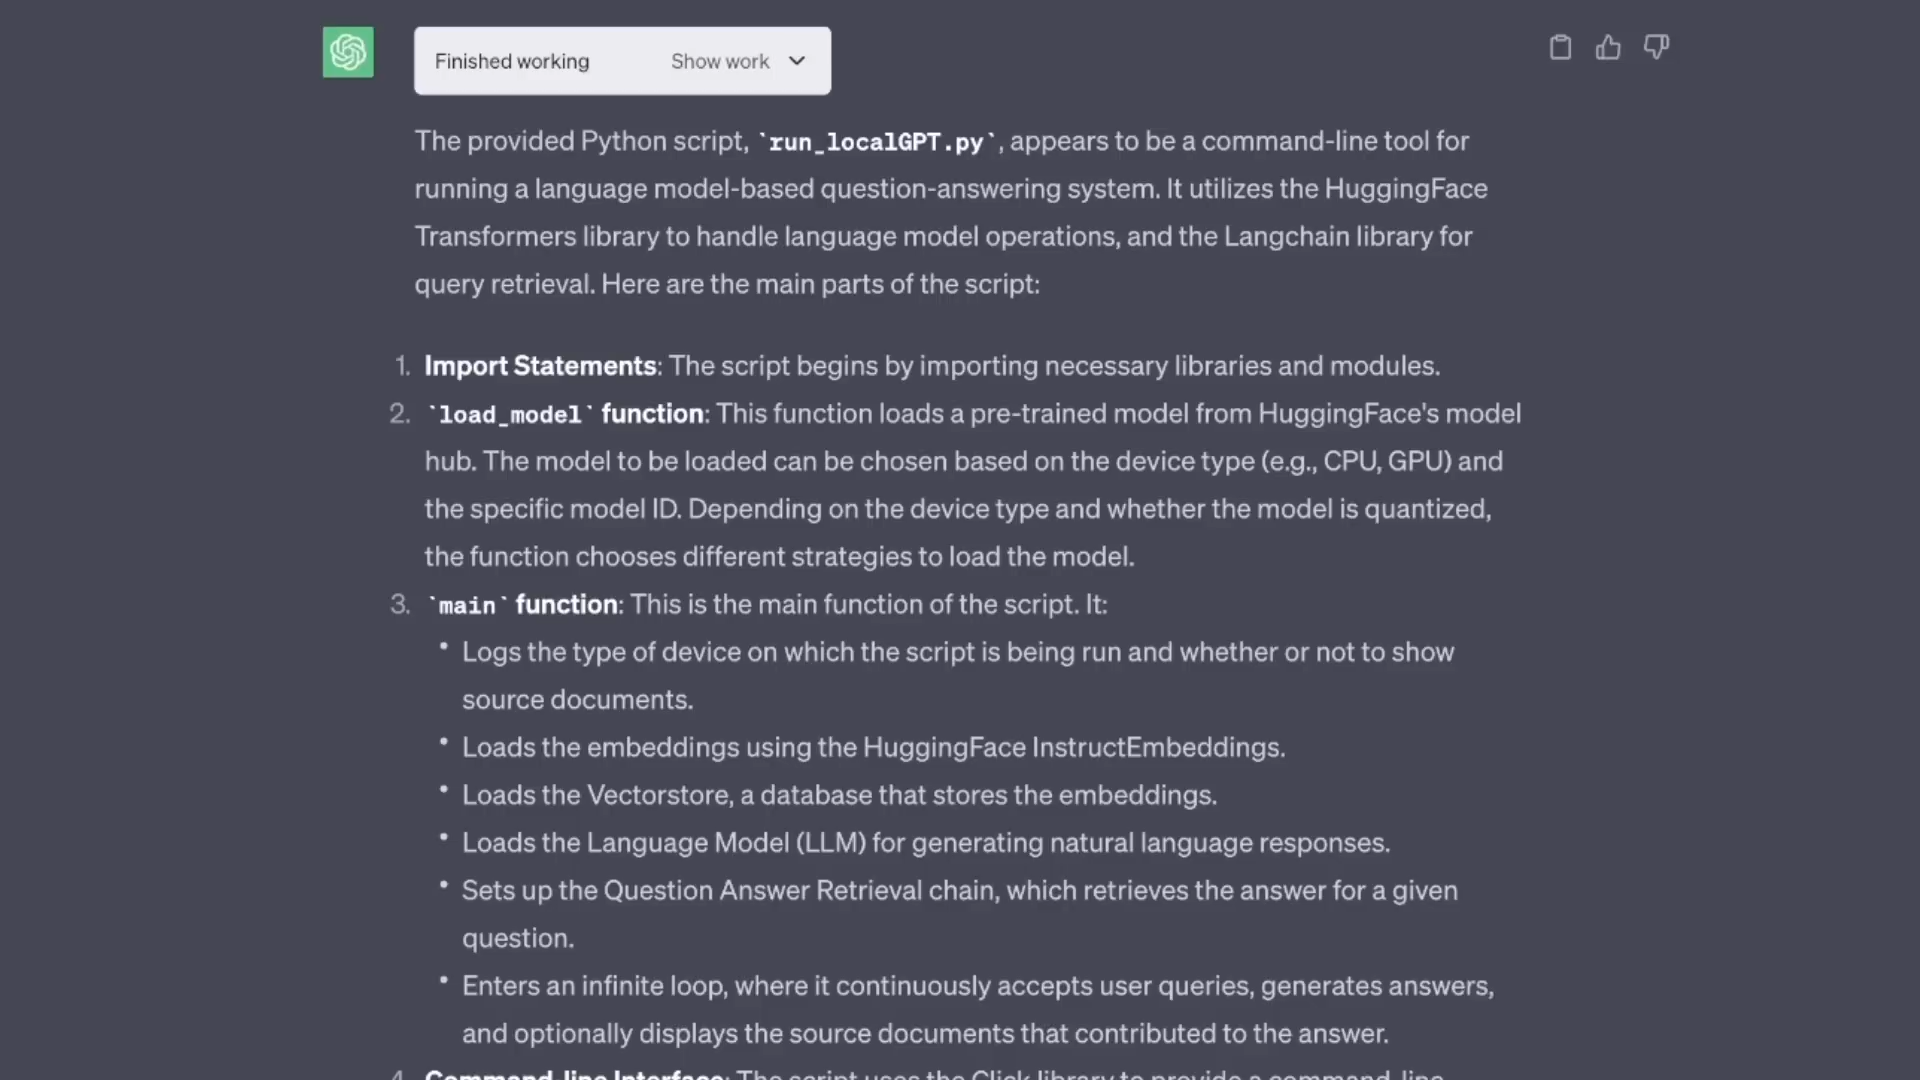 Finished working Show work
The provided Python script, `run_localGPT.py`, appears to be a command-line tool for
running a language model-based question-answering system. It utilizes the HuggingFace
Transformers library to handle language model operations, and the Langchain library for
query retrieval. Here are the main parts of the script:
1. Import Statements: The script begins by importing necessary libraries and modules.
2. `load_model` function: This function loads a pre-trained model from HuggingFace's model
hub. The model to be loaded can be chosen based on the device type (e.g., CPU, GPU) and
the specific model ID. Depending on the device type and whether the model is quantized,
the function chooses different strategies to load the model.
3. `main` function: This is the main function of the script. It:
• Logs the type of device on which the script is being run and whether or not to show
source documents.
• Loads the embeddings using the HuggingFace InstructEmbeddings.
• Loads the Vectorstore, a database that stores the embeddings.
• Loads the Language Model (LLM) for generating natural language responses.
• Sets up the Question Answer Retrieval chain, which retrieves the answer for a given
question.
• Enters an infinite loop, where it continuously accepts user queries, generates answers,
and optionally displays the source documents that contributed to the answer.
4. Command-line Interface: The script uses the Click library to provide a command-line